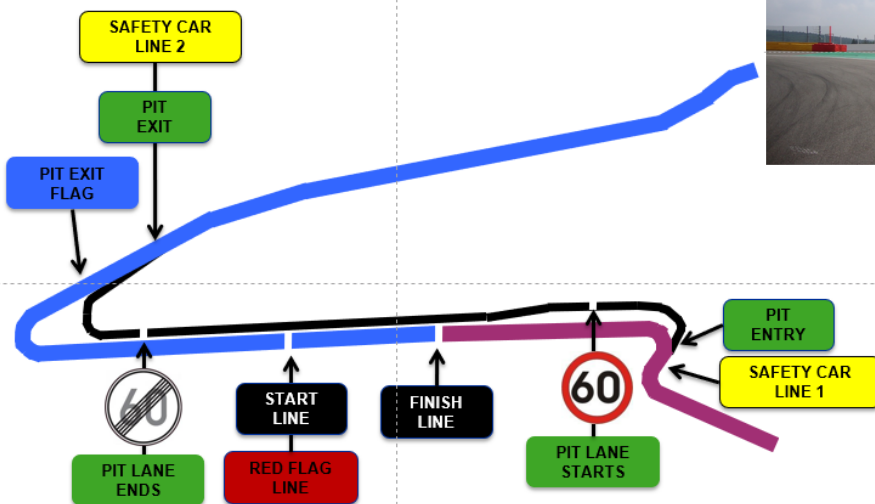 SAFETY CAR
LINE 2
PIT
EXIT
PIT EXIT
FLAG
PIT
ENTRY
SAFETY CAR
LINE 1
60
START
LINE
FINISH
LINE
60
PIT LANE
ENDS
RED FLAG
LINE
PIT LANE
STARTS